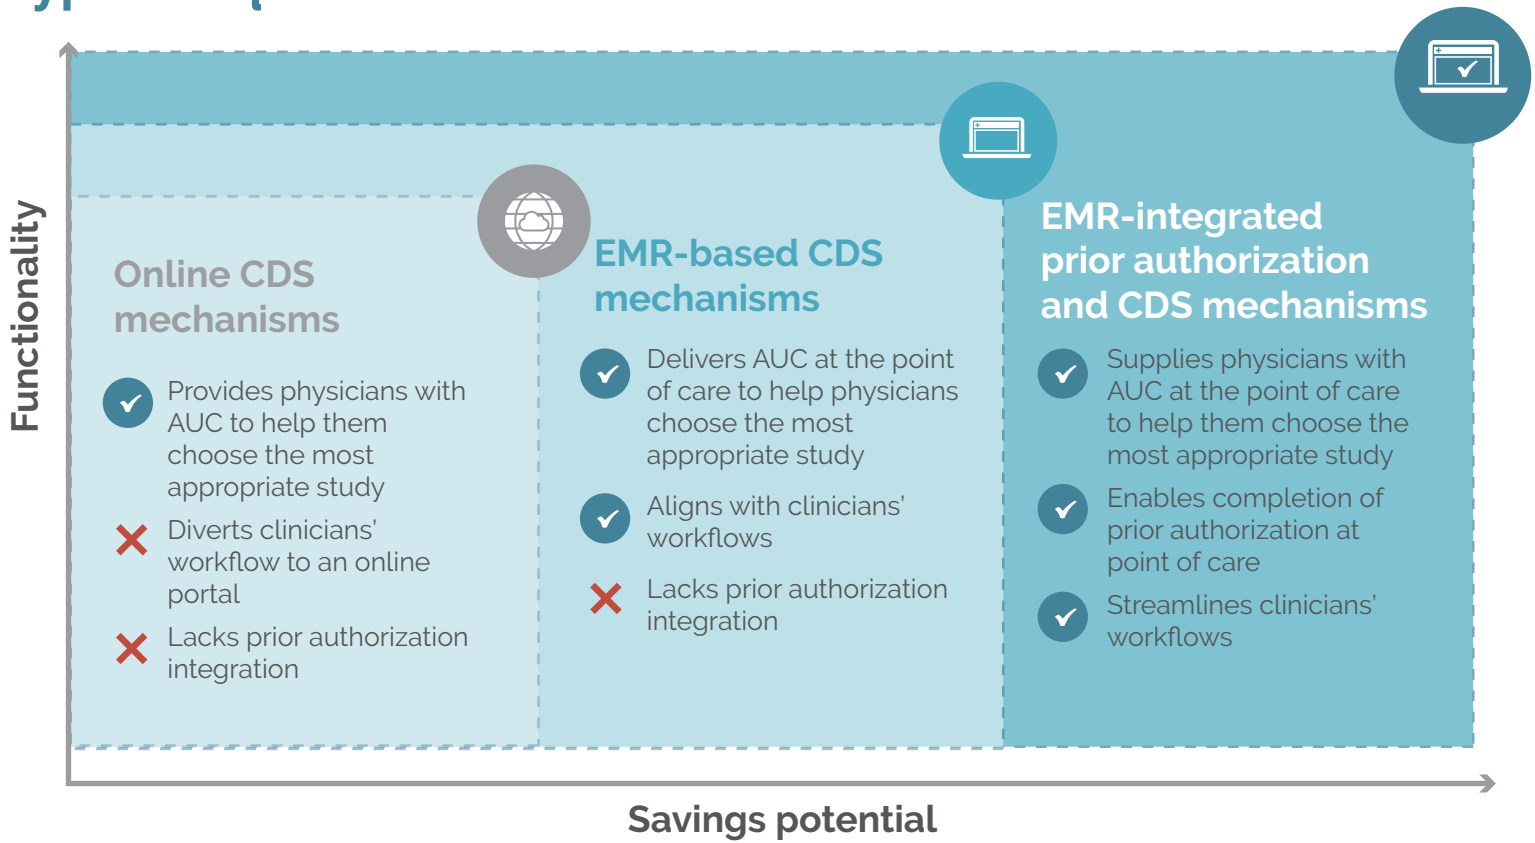 Functionality
Online CDS
mechanisms
Provides physicians with
AUC to help them
choose the most
appropriate study
Diverts clinicians’
workflow to an online
portal
Lacks prior authorization
integration
EMR-based CDS
mechanisms
Delivers AUC at the point
of care to help physicians
choose the most
appropriate study
Aligns with clinicians’
workflows
Lacks prior authorization
integration
EMR-integrated
prior authorization
and CDS mechanisms
Supplies physicians with
AUC at the point of care
to help them choose the
most appropriate study
Enables completion of
prior authorization at
point of care
Streamlines clinicians’
workflows
Savings potential